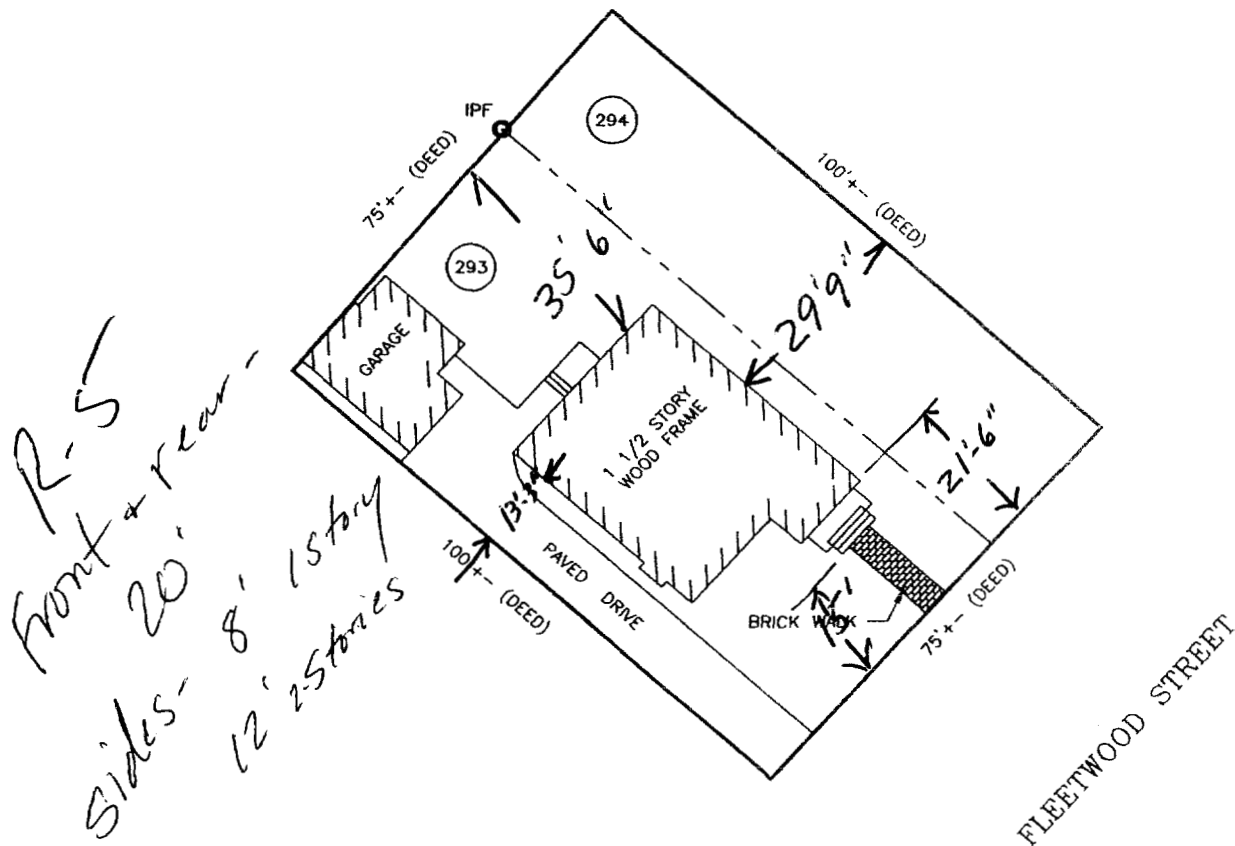 IPF
294
75'+- (DEED)
100'+- (DEED)
293
35' 6'
GARAGE
29'9"
R-5
Front + rear -
20'
sides - 8' 1 story
12' 2-stories
1 1/2 STORY
WOOD FRAME
21'-6"
100'+- (DEED)
PAVED
DRIVE
BRICK WALK
75'+- (DEED)
FLEETWOOD STREET